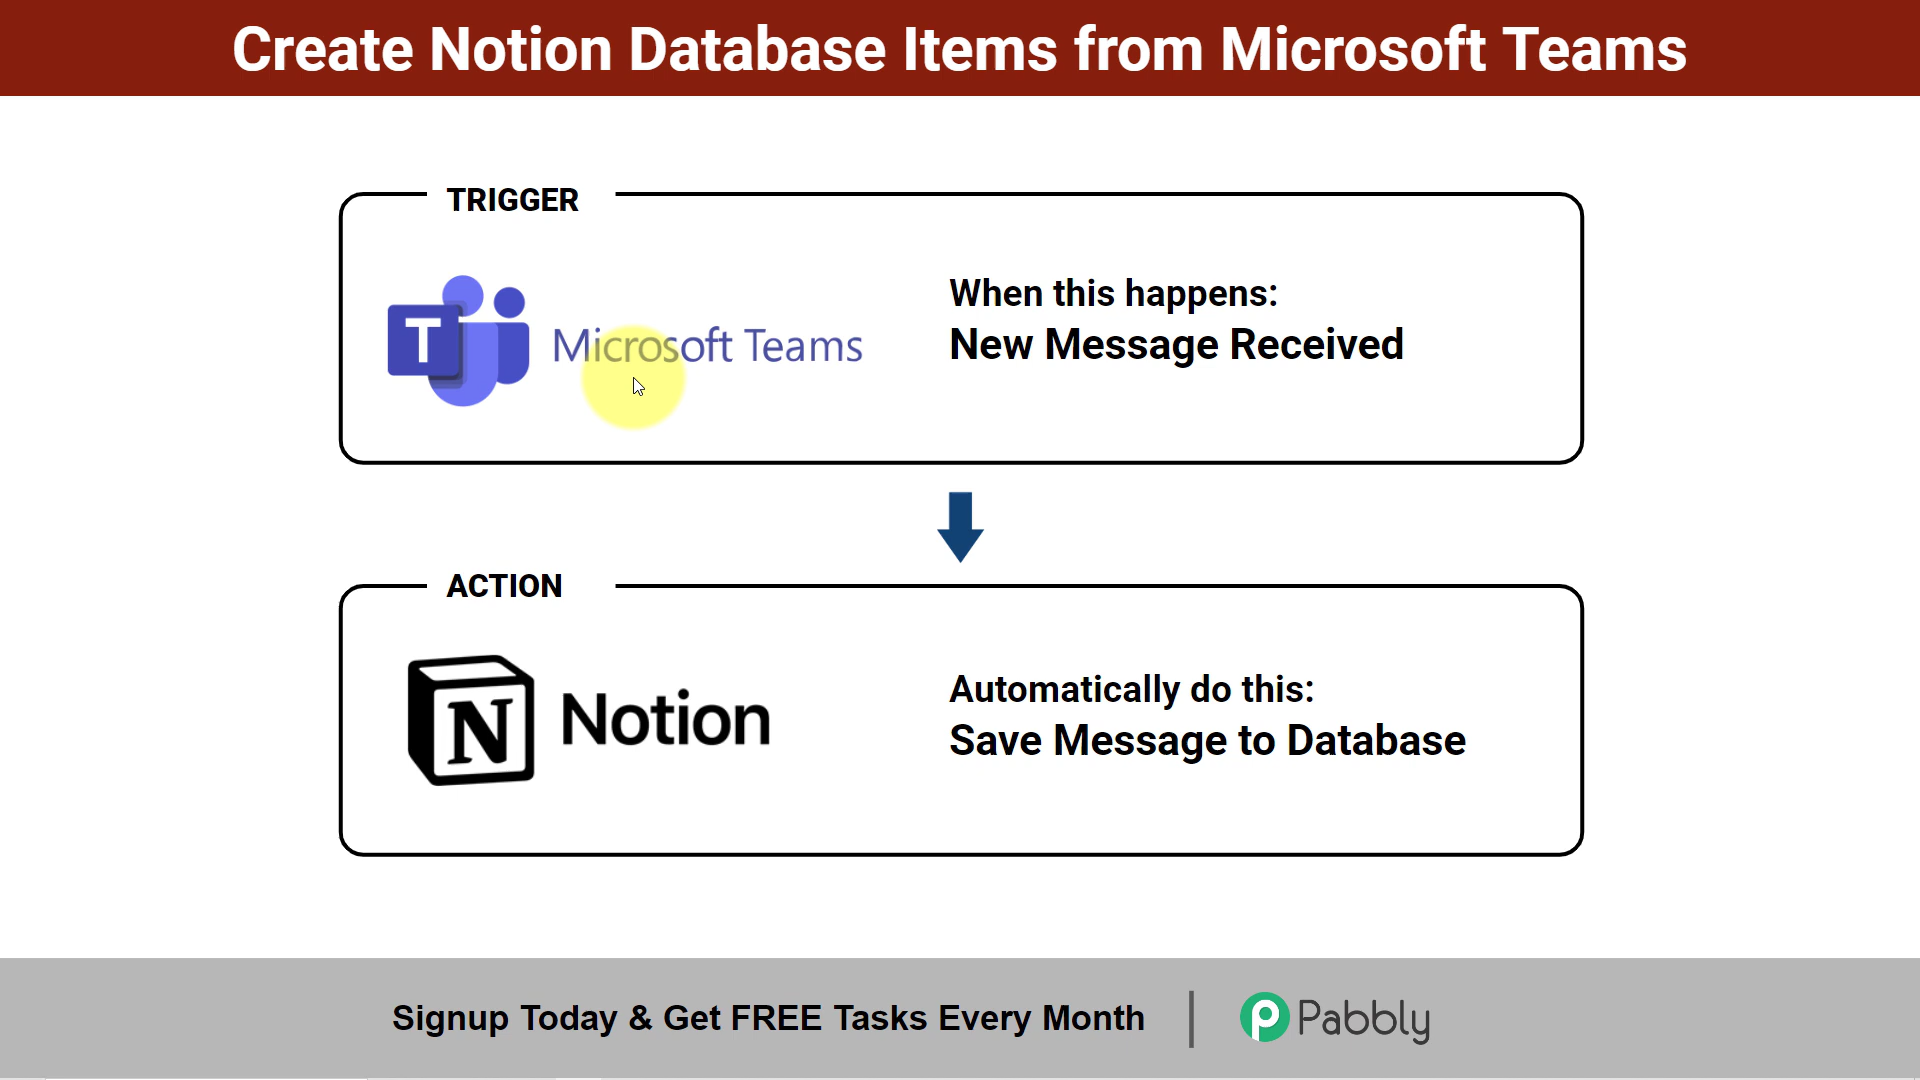 Create Notion Database Items from Microsoft Teams
TRIGGER
T
Microsoft Teams
When this happens:
New Message Received
ACTION
N
Notion
Automatically do this:
Save Message to Database
Signup Today & Get FREE Tasks Every Month
Pabbly